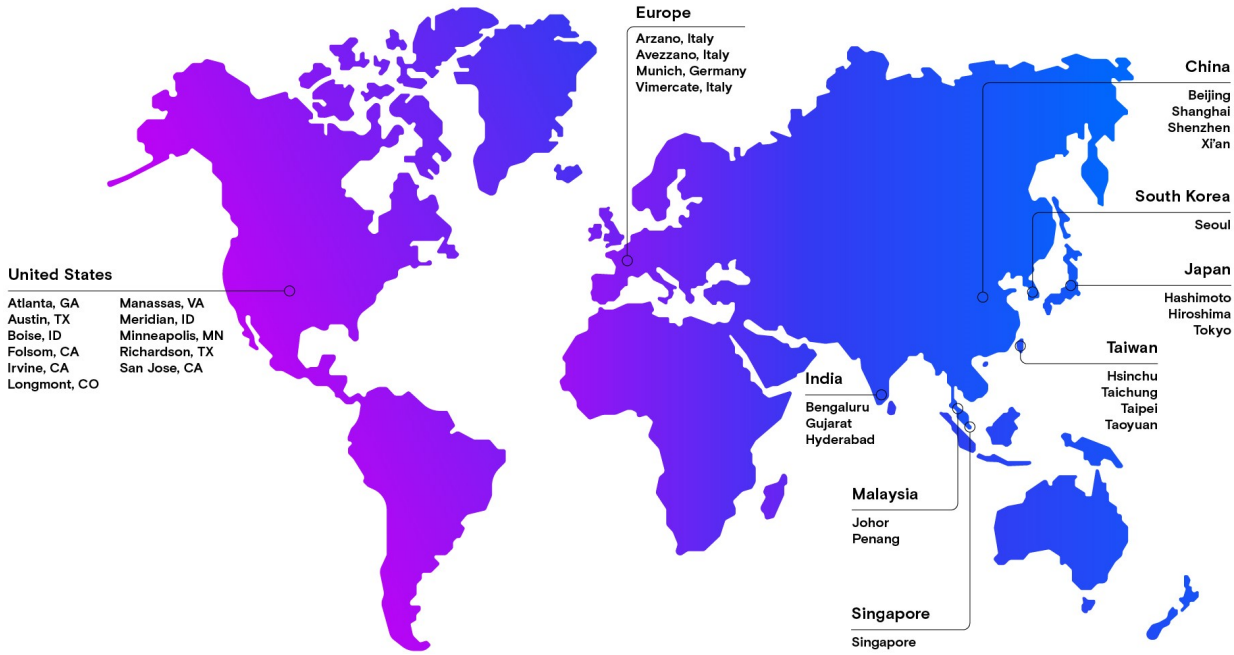 Europe
Arzano, Italy
Avezzano, Italy
Munich, Germany
Vimercate, Italy
China
Beijing
Shanghai
Shenzhen
Xi'an
South Korea
Seoul
Japan
Hashimoto
Hiroshima
Tokyo
United States
Atlanta, GA
Austin, TX
Boise, ID
Folsom, CA
Irvine, CA
Longmont, CO
Manassas, VA
Meridian, ID
Minneapolis, MN
Richardson, TX
San Jose, CA
Taiwan
Hsinchu
Taichung
Taipei
Taoyuan
India
Bengaluru
Gujarat
Hyderabad
Malaysia
Johor
Penang
Singapore
Singapore